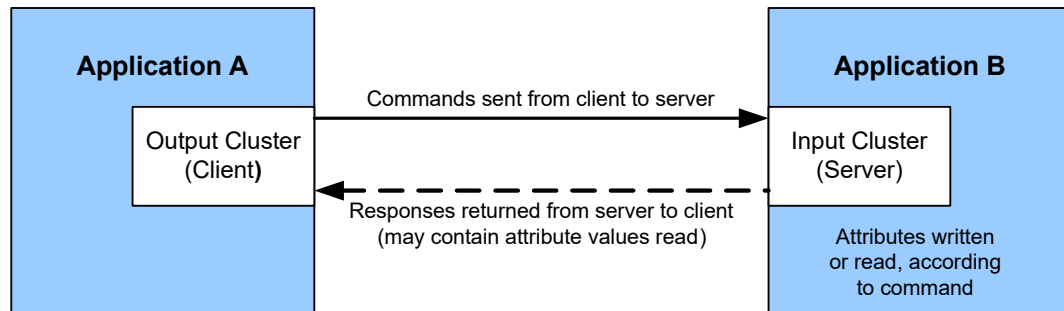 Application A
Application B
Commands sent from client to server
Output Cluster
(Client)
Input Cluster
(Server)
Responses returned from server to client
(may contain attribute values read)
Attributes written
or read, according
to command